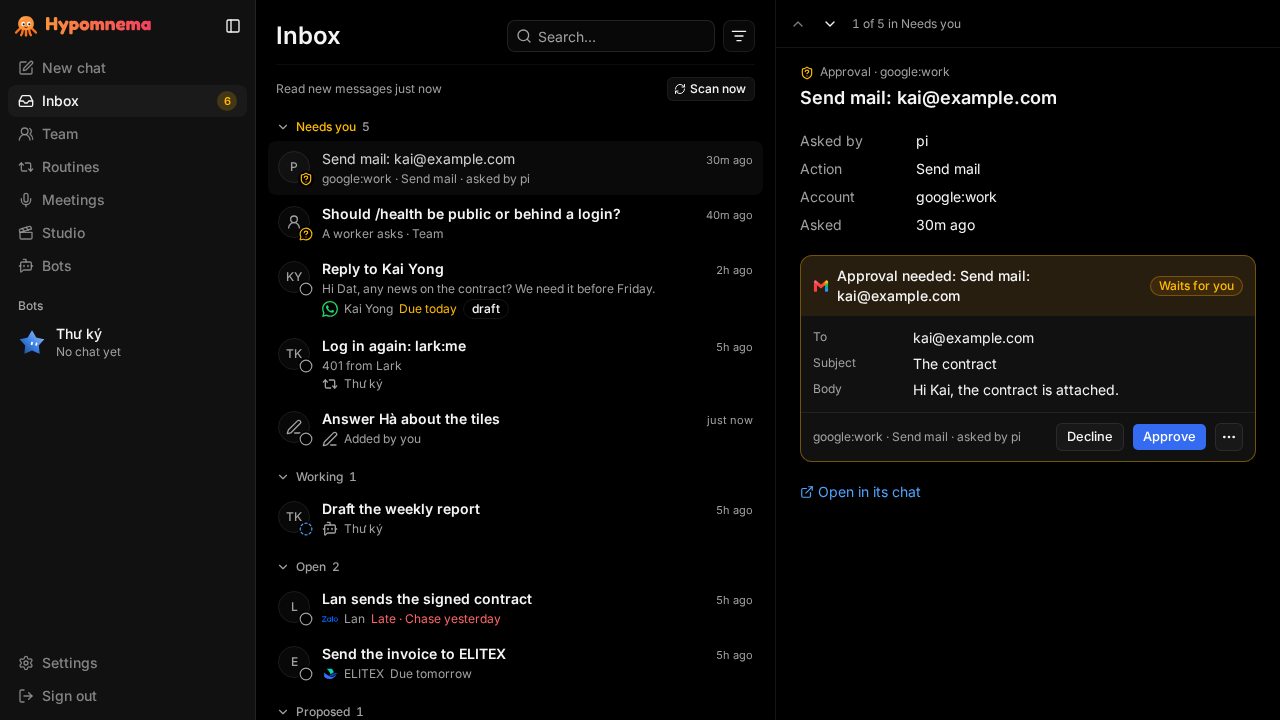 Hypomnema
New chat
Inbox
6
Team
Routines
Meetings
Studio
Bots
Bots
Thư ký
No chat yet
Settings
Sign out
Inbox
Search...
Read new messages just now
Scan now
Needs you 5
P
Send mail: kai@example.com
30m ago
google:work · Send mail · asked by pi
Should /health be public or behind a login?
40m ago
A worker asks · Team
KY
Reply to Kai Yong
2h ago
Hi Dat, any news on the contract? We need it before Friday.
Kai Yong Due today draft
TK
Log in again: lark:me
5h ago
401 from Lark
Thư ký
Answer Hà about the tiles
just now
Added by you
Working 1
TK
Draft the weekly report
5h ago
Thư ký
Open 2
L
Lan sends the signed contract
5h ago
Zalo Lan Late · Chase yesterday
E
Send the invoice to ELITEX
5h ago
ELITEX Due tomorrow
Proposed 1
1 of 5 in Needs you
Approval · google:work
Send mail: kai@example.com
Asked by pi
Action Send mail
Account google:work
Asked 30m ago
Approval needed: Send mail:
kai@example.com
Waits for you
To kai@example.com
Subject The contract
Body Hi Kai, the contract is attached.
google:work · Send mail · asked by pi
Decline
Approve
Open in its chat